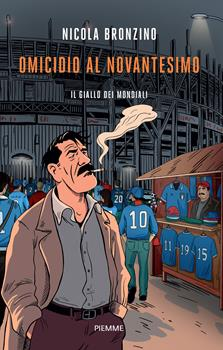 NICOLA BRONZINO
OMICIDIO AL NOVANTESIMO
IL GIALLO DEI MONDIALI
10
11 19 15
PIEMME